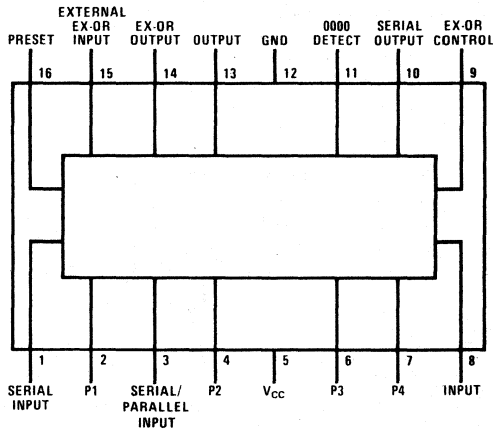 EXTERNAL
EX-OR
EX-OR
0000
SERIAL
EX-OR
PRESET
INPUT
OUTPUT
OUTPUT
GND
DETECT
OUTPUT
CONTROL
16
15
14
13
12
11
10
9
1
2
3
4
5
6
7
8
SERIAL
INPUT
P1
SERIAL/
PARALLEL
INPUT
P2
VCC
P3
P4
INPUT